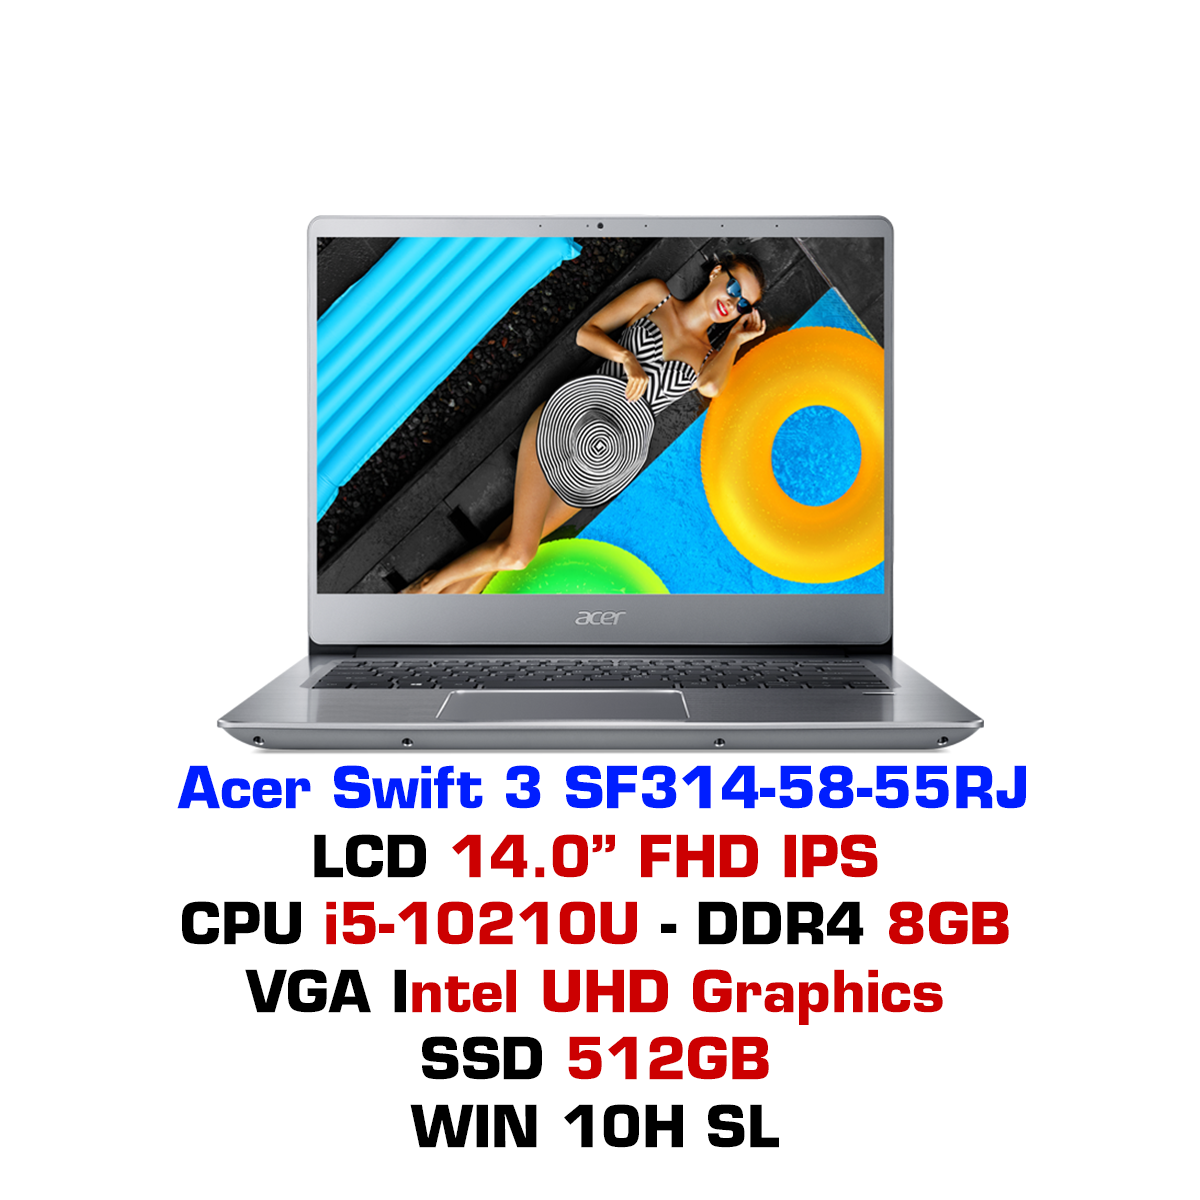 acer
Acer Swift 3 SF314-58-55RJ
LCD 14.0” FHD IPS
CPU i5-10210U - DDR4 8GB
VGA Intel UHD Graphics
SSD 512GB
WIN 10H SL